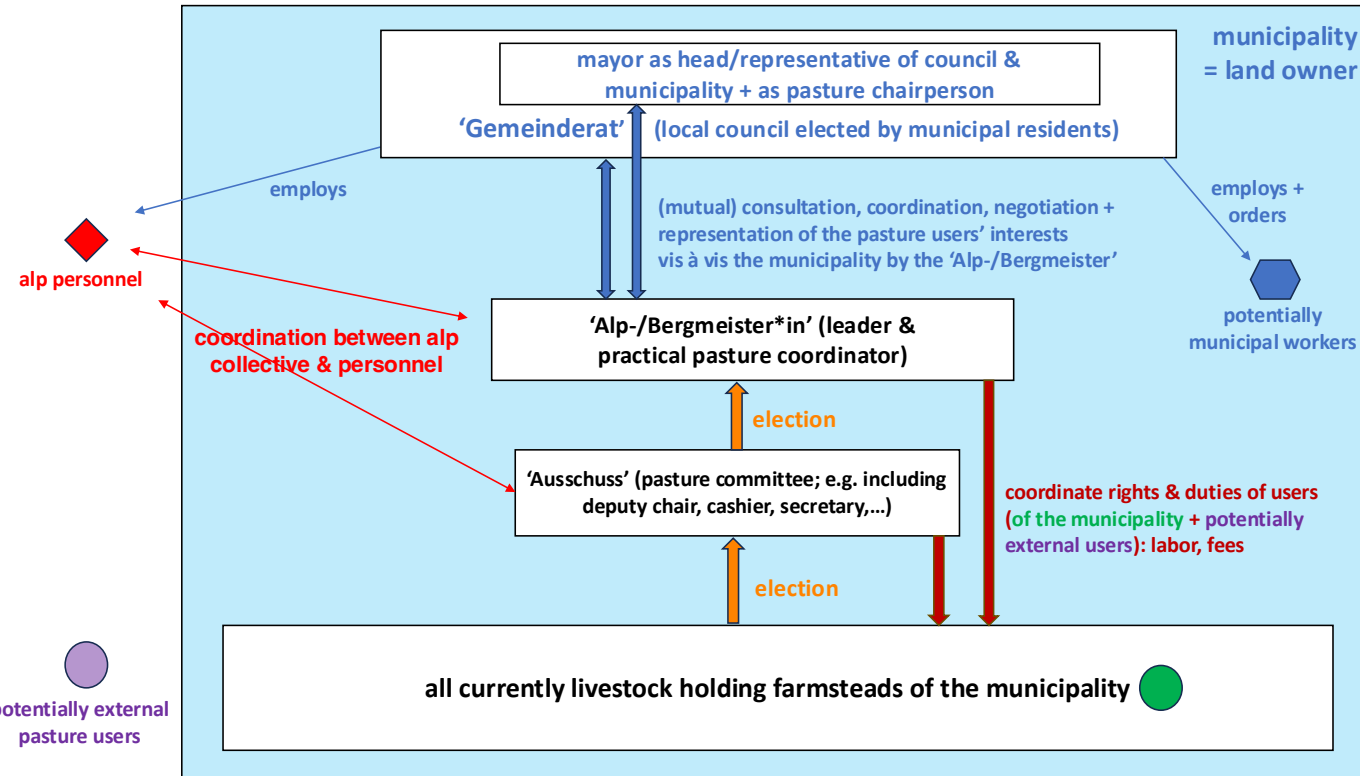 municipality
= land owner
mayor as head/representative of council &
municipality + as pasture chairperson
‘Gemeinderat’ (local council elected by municipal residents)
employs
employs +
orders
(mutual) consultation, coordination, negotiation +
representation of the pasture users’ interests
vis à vis the municipality by the ‘Alp-/Bergmeister’
alp personnel
potentially
municipal workers
coordination between alp
collective & personnel
‘Alp-/Bergmeister*in’ (leader &
practical pasture coordinator)
election
‘Ausschuss’ (pasture committee; e.g. including
deputy chair, cashier, secretary,…)
coordinate rights & duties of users
(of the municipality + potentially
external users): labor, fees
election
all currently livestock holding farmsteads of the municipality
potentially external
pasture users